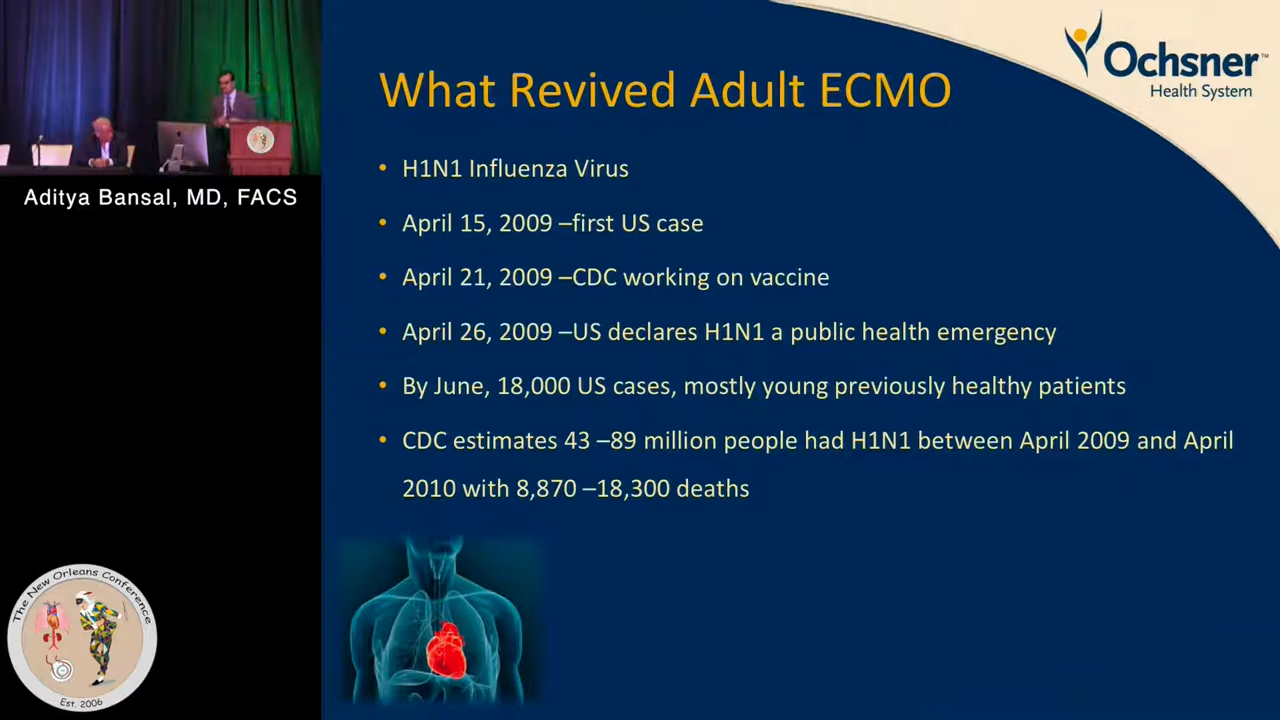 Ochsner™
Health System
What Revived Adult ECMO
Aditya Bansal, MD, FACS
• H1N1 Influenza Virus
• April 15, 2009 –first US case
• April 21, 2009 –CDC working on vaccine
• April 26, 2009 –US declares H1N1 a public health emergency
• By June, 18,000 US cases, mostly young previously healthy patients
• CDC estimates 43 –89 million people had H1N1 between April 2009 and April
2010 with 8,870 –18,300 deaths
The New Orleans Conference
Est. 2006